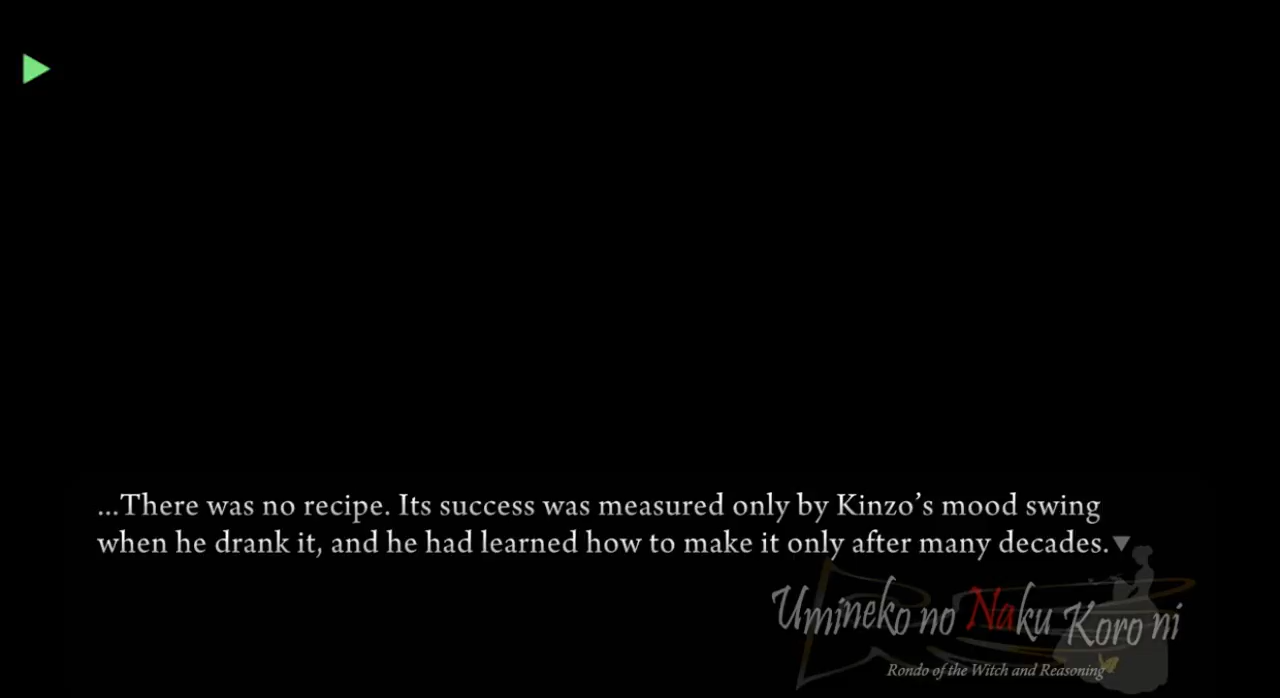 ...There was no recipe. Its success was measured only by Kinzo’s mood swing
when he drank it, and he had learned how to make it only after many decades.
Umineko no Naku Koro ni
Rondo of the Witch and Reasoning